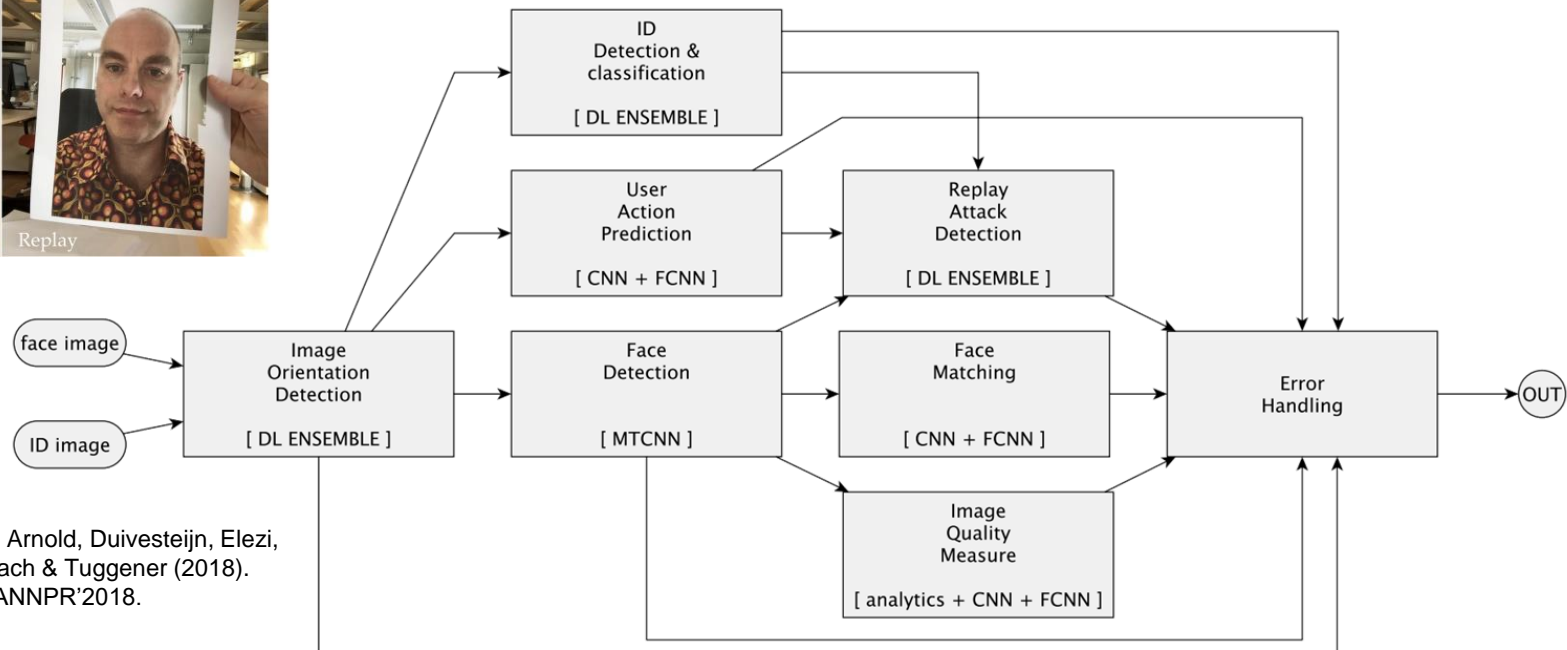 Replay
face image
ID image
Image
Orientation
Detection
[ DL ENSEMBLE ]
ID
Detection &
classification
[ DL ENSEMBLE ]
User
Action
Prediction
[ CNN + FCNN ]
Replay
Attack
Detection
[ DL ENSEMBLE ]
Face
Detection
[ MTCNN ]
Face
Matching
[ CNN + FCNN ]
Image
Quality
Measure
[ analytics + CNN + FCNN ]
Error
Handling
OUT
Arnold, Duivesteijn, Elezi,
ach & Tuggener (2018).
ANNPR’2018.